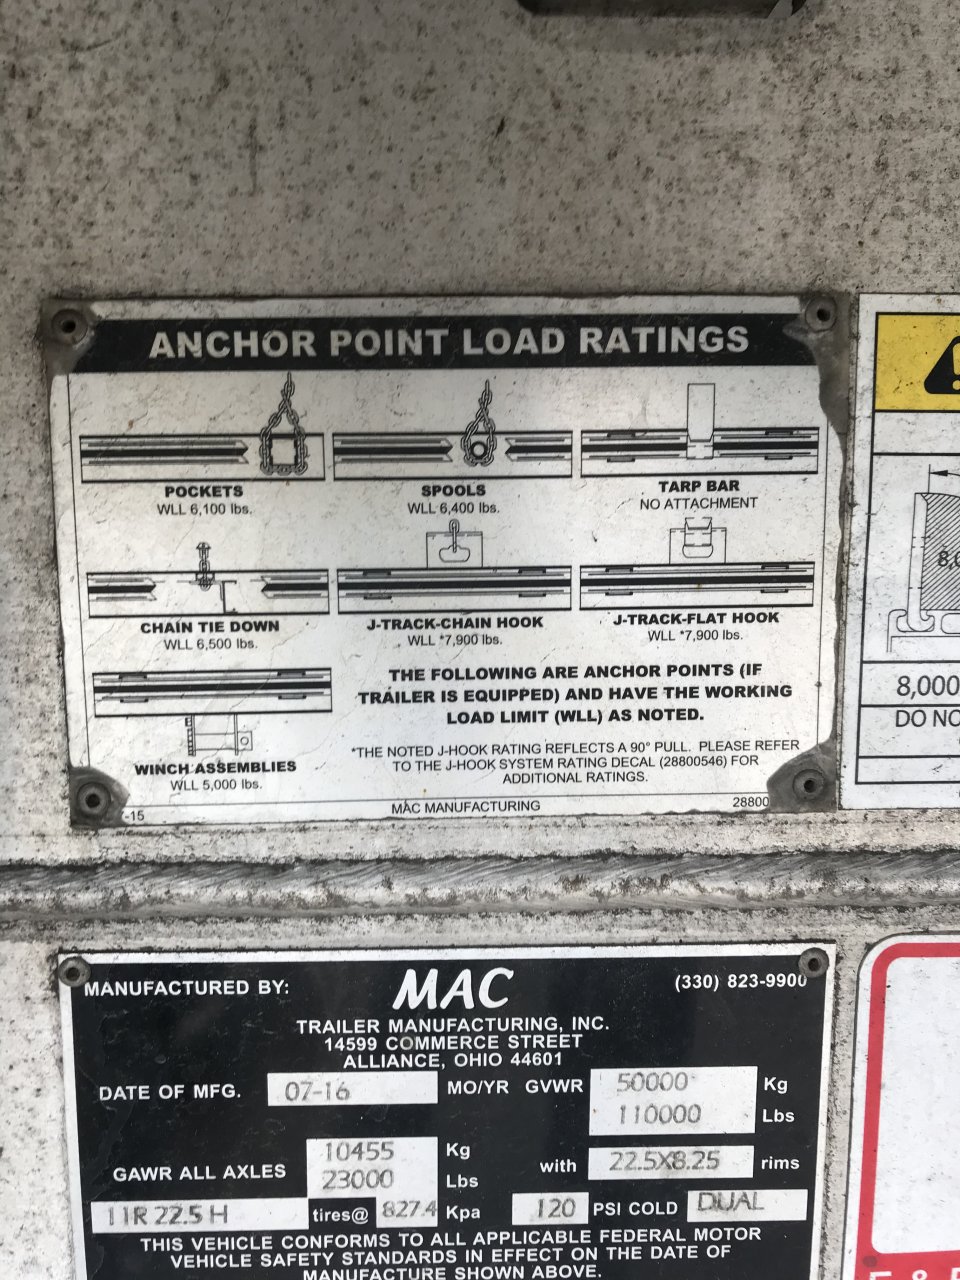 ANCHOR POINT LOAD RATINGS
POCKETS
WLL 6,100 lbs.
SPOOLS
WLL 6,400 lbs.
TARP BAR
NO ATTACHMENT
CHAIN TIE DOWN
WLL 6,500 lbs.
J-TRACK-CHAIN HOOK
WLL *7,900 lbs.
J-TRACK-FLAT HOOK
WLL *7,900 lbs.
WINCH ASSEMBLIES
WLL 5,000 lbs.
THE FOLLOWING ARE ANCHOR POINTS (IF
TRAILER IS EQUIPPED) AND HAVE THE WORKING
LOAD LIMIT (WLL) AS NOTED.
*THE NOTED J-HOOK RATING REFLECTS A 90° PULL. PLEASE REFER
TO THE J-HOOK SYSTEM RATING DECAL (28800546) FOR
ADDITIONAL RATINGS.
-15 MAC MANUFACTURING 28800
8,0
8,000
DO NO
MANUFACTURED BY: MAC (330) 823-9900
TRAILER MANUFACTURING, INC.
14599 COMMERCE STREET
ALLIANCE, OHIO 44601
DATE OF MFG. 07-16 MO/YR GVWR 50000 Kg
110000 Lbs
GAWR ALL AXLES 10455 Kg
23000 Lbs
with 22.5X8.25 rims
11R 22.5 H tires@ 827.4 Kpa 120 PSI COLD DUAL
THIS VEHICLE CONFORMS TO ALL APPLICABLE FEDERAL MOTOR
VEHICLE SAFETY STANDARDS IN EFFECT ON THE DATE OF
MANUFACTURE SHOWN ABOVE.